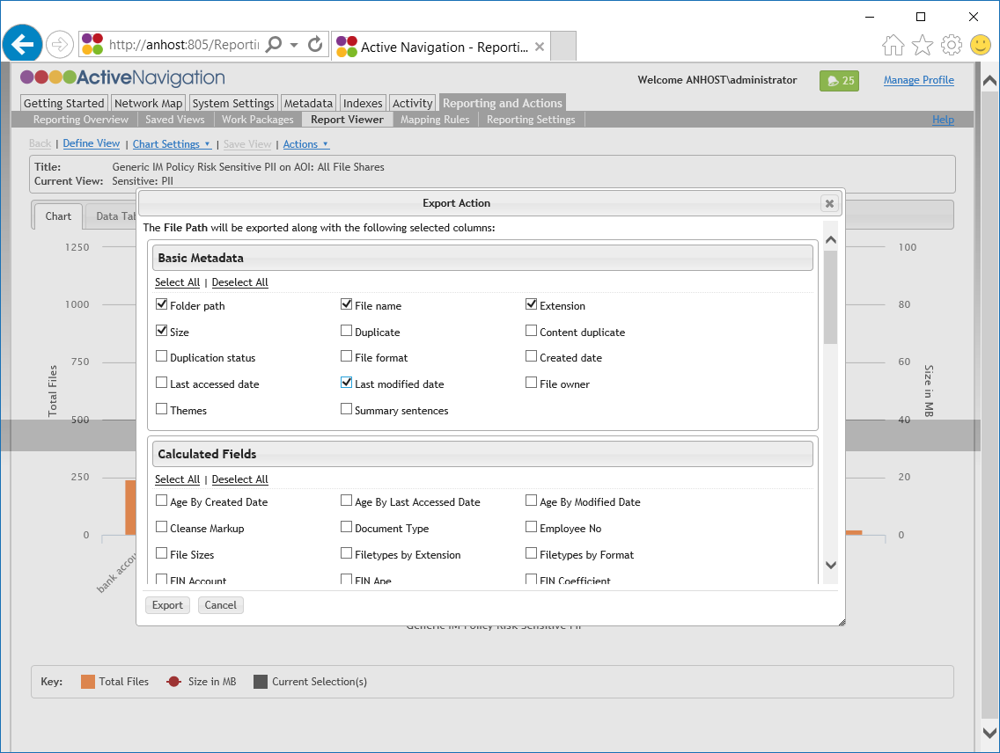 http://anhost:805/Reportin
Active Navigation - Reporti...
ActiveNavigation
Welcome ANHOST\administrator
25
Manage Profile
Getting Started Network Map System Settings Metadata Indexes Activity Reporting and Actions
Reporting Overview Saved Views Work Packages Report Viewer Mapping Rules Reporting Settings Help
Back | Define View | Chart Settings | Save View | Actions
Title: Generic IM Policy Risk Sensitive PII on AOI: All File Shares
Current View: Sensitive: PII
Chart Data Tab
Export Action
The File Path will be exported along with the following selected columns:
Basic Metadata
Select All | Deselect All
Folder path File name Extension
Size Duplicate Content duplicate
Duplication status File format Created date
Last accessed date Last modified date File owner
Themes Summary sentences
Calculated Fields
Select All | Deselect All
Age By Created Date Age By Last Accessed Date Age By Modified Date
Cleanse Markup Document Type Employee No
File Sizes Filetypes by Extension Filetypes by Format
FIN Account FIN Ape FIN Coefficient
Export Cancel
1250
1000
750
500
250
0
Total Files
100
80
60
40
20
0
Size in MB
bank accou
Generic IM Policy Risk Sensitive PII
Key: Total Files Size in MB Current Selection(s)